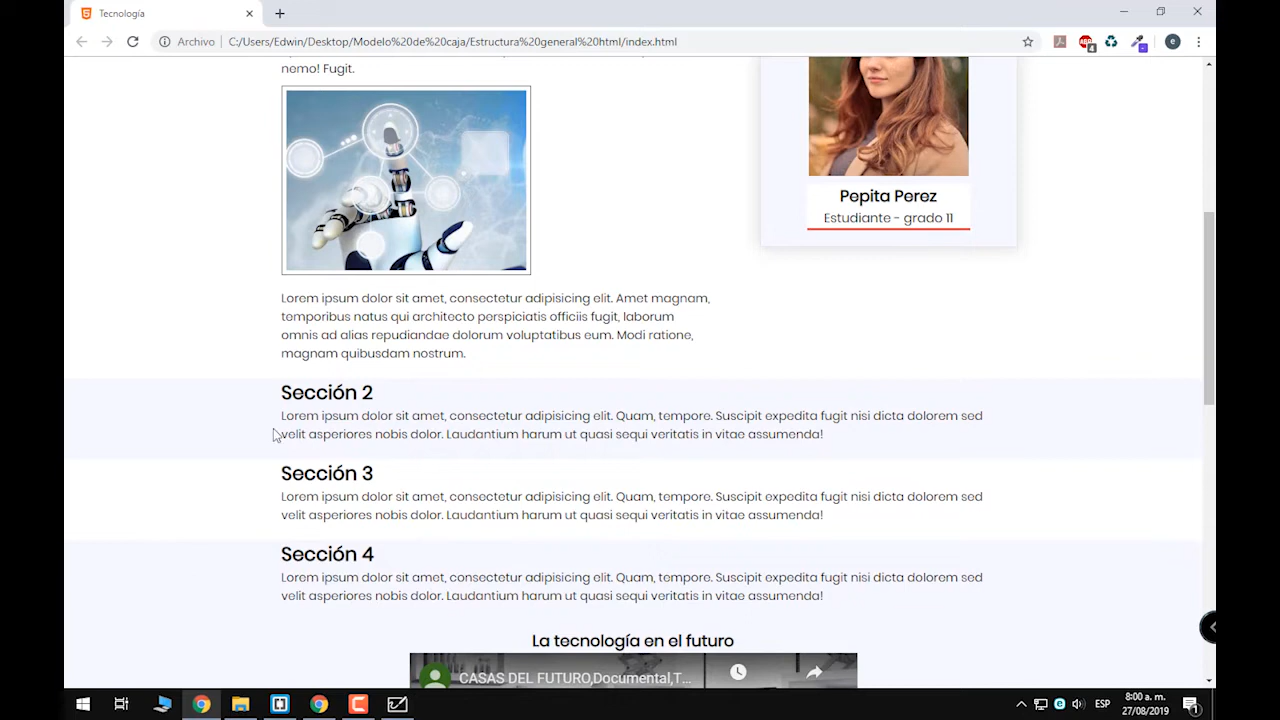 Tecnología
Archivo
C:/Users/Edwin/Desktop/Modelo%20de%20caja/Estructura%20general%20html/index.html
nemo! Fugit.
Pepita Perez
Estudiante - grado 11
Lorem ipsum dolor sit amet, consectetur adipisicing elit. Amet magnam,
temporibus natus qui architecto perspiciatis officiis fugit, laborum
omnis ad alias repudiandae dolorum voluptatibus eum. Modi ratione,
magnam quibusdam nostrum.
Sección 2
Lorem ipsum dolor sit amet, consectetur adipisicing elit. Quam, tempore. Suscipit expedita fugit nisi dicta dolorem sed
velit asperiores nobis dolor. Laudantium harum ut quasi sequi veritatis in vitae assumenda!
Sección 3
Lorem ipsum dolor sit amet, consectetur adipisicing elit. Quam, tempore. Suscipit expedita fugit nisi dicta dolorem sed
velit asperiores nobis dolor. Laudantium harum ut quasi sequi veritatis in vitae assumenda!
Sección 4
Lorem ipsum dolor sit amet, consectetur adipisicing elit. Quam, tempore. Suscipit expedita fugit nisi dicta dolorem sed
velit asperiores nobis dolor. Laudantium harum ut quasi sequi veritatis in vitae assumenda!
La tecnología en el futuro
CASAS DEL FUTURO,Documental,T...
ESP
8:00 a. m.
27/08/2019